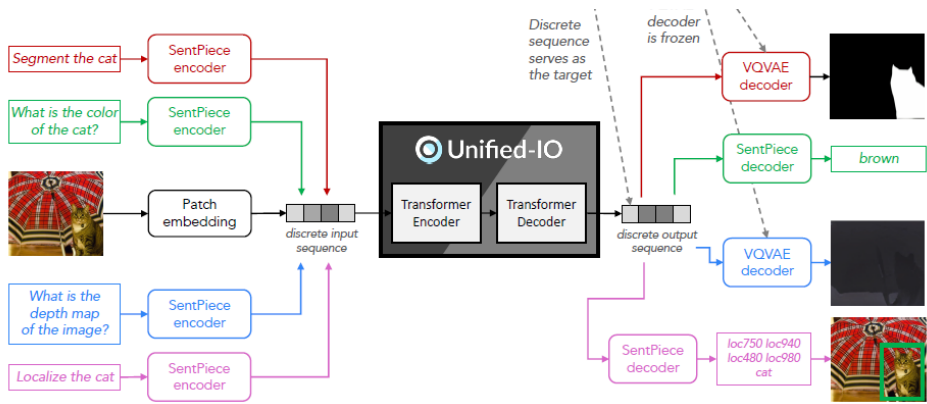 Segment the cat
SentPiece
encoder
What is the color
of the cat?
SentPiece
encoder
Patch
embedding
What is the
depth map
of the image?
SentPiece
encoder
Localize the cat
SentPiece
encoder
discrete input
sequence
Unified-IO
Transformer
Encoder
Transformer
Decoder
discrete output
sequence
Discrete
sequence
serves as
the target
decoder
is frozen
VQVAE
decoder
SentPiece
decoder
brown
VQVAE
decoder
SentPiece
decoder
loc750 loc940
loc480 loc980
cat